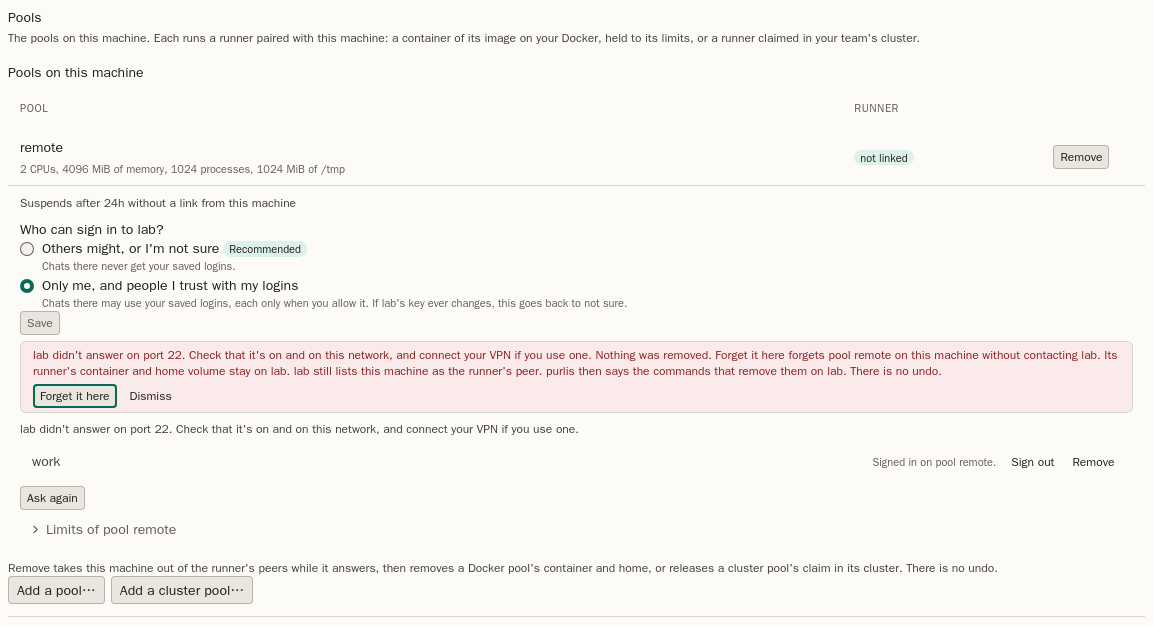 Pools
The pools on this machine. Each runs a runner paired with this machine: a container of its image on your Docker, held to its limits, or a runner claimed in your team's cluster.
Pools on this machine
POOL RUNNER
remote
2 CPUs, 4096 MiB of memory, 1024 processes, 1024 MiB of /tmp
not linked
Remove
Suspends after 24h without a link from this machine
Who can sign in to lab?
Others might, or I'm not sure Recommended
Chats there never get your saved logins.
Only me, and people I trust with my logins
Chats there may use your saved logins, each only when you allow it. If lab's key ever changes, this goes back to not sure.
Save
lab didn't answer on port 22. Check that it's on and on this network, and connect your VPN if you use one. Nothing was removed. Forget it here forgets pool remote on this machine without contacting lab. Its
runner's container and home volume stay on lab. lab still lists this machine as the runner's peer. purlis then says the commands that remove them on lab. There is no undo.
Forget it here Dismiss
lab didn't answer on port 22. Check that it's on and on this network, and connect your VPN if you use one.
work Signed in on pool remote. Sign out Remove
Ask again
Limits of pool remote
Remove takes this machine out of the runner's peers while it answers, then removes a Docker pool's container and home, or releases a cluster pool's claim in its cluster. There is no undo.
Add a pool··· Add a cluster pool···